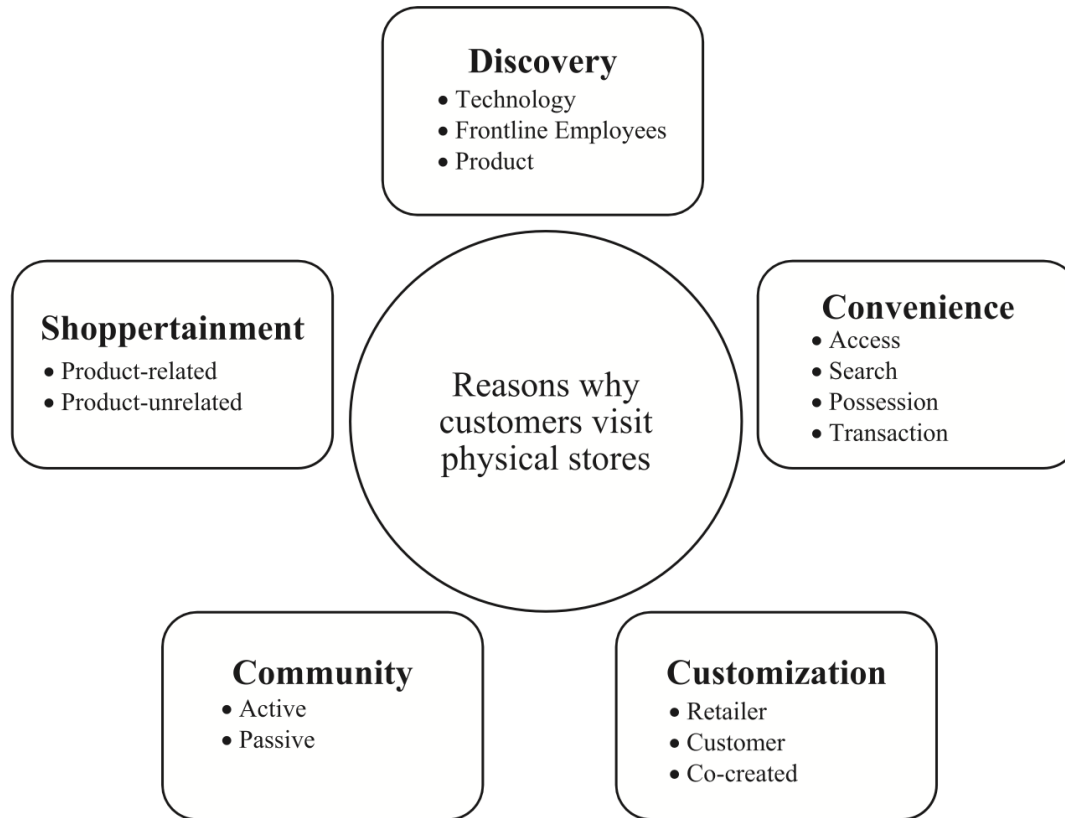 Discovery
• Technology
• Frontline Employees
• Product
Shoppertainment
• Product-related
• Product-unrelated
Reasons why
customers visit
physical stores
Convenience
• Access
• Search
• Possession
• Transaction
Community
• Active
• Passive
Customization
• Retailer
• Customer
• Co-created